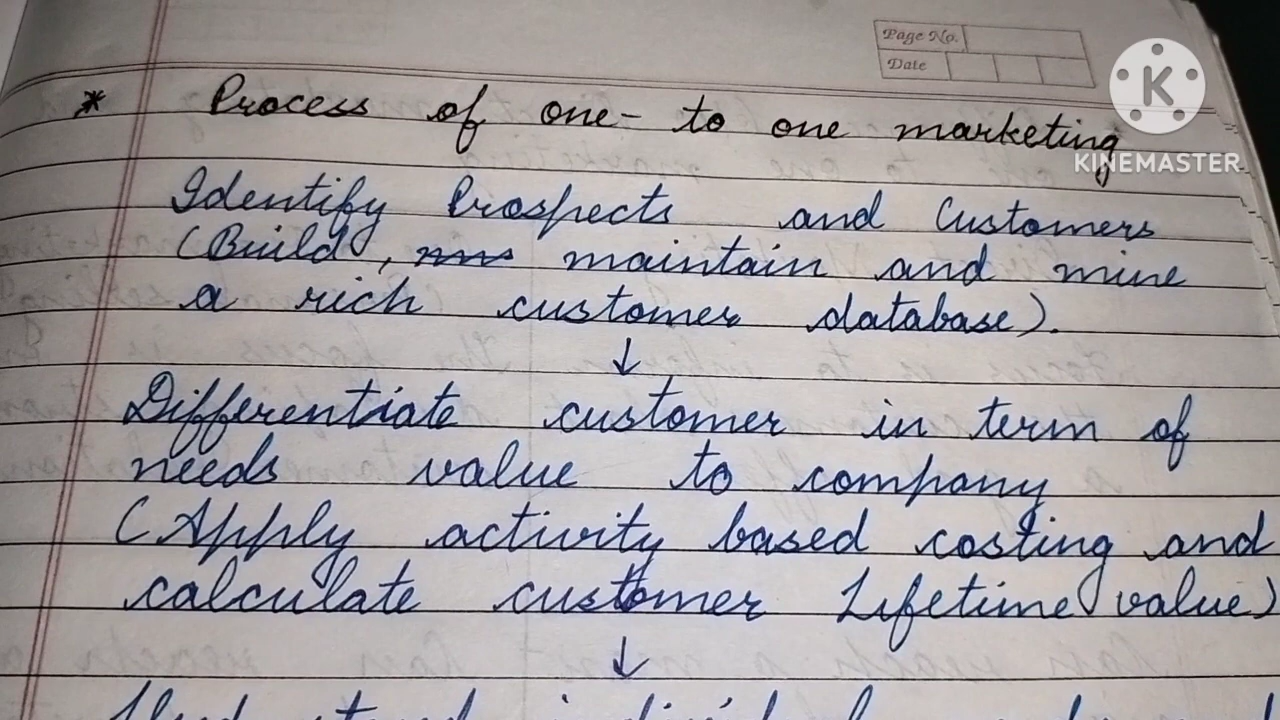 Page No.
Date
K
KINEMASTER
* Process of one- to one marketing
Identify Prospects and Customers
(Build, maintain and mine
a rich customer database).
↓
Differentiate customer in term of
needs value to company
(Apply activity based costing and
calculate customer Lifetime value)
↓